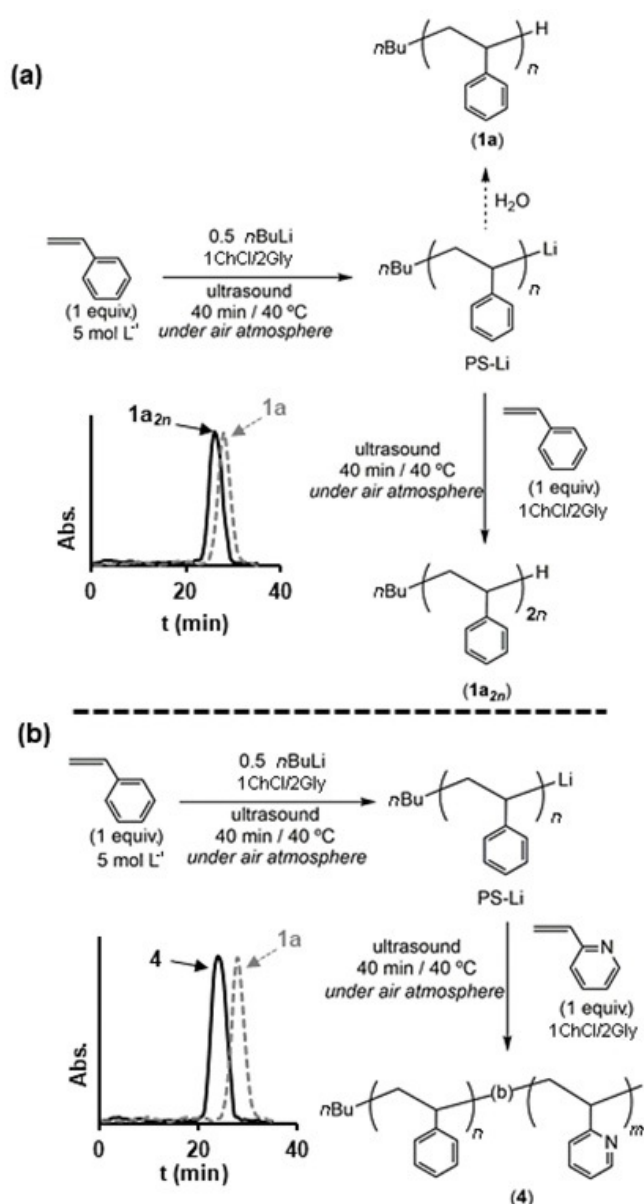 (a)
nBu
H
n
(1a)
H₂O
0.5 nBuLi
1ChCl/2Gly
ultrasound
40 min / 40 ºC
under air atmosphere
(1 equiv.)
5 mol L⁻¹
nBu
Li
n
PS-Li
1a₂ₙ
1a
Abs.
0
20
40
t (min)
ultrasound
40 min / 40 ºC
under air atmosphere
(1 equiv.)
1ChCl/2Gly
nBu
H
2n
(1a₂ₙ)
(b)
0.5 nBuLi
1ChCl/2Gly
ultrasound
40 min / 40 ºC
under air atmosphere
(1 equiv.)
5 mol L⁻¹
nBu
Li
n
PS-Li
4
1a
Abs.
0
20
40
t (min)
ultrasound
40 min / 40 ºC
under air atmosphere
N
(1 equiv.)
1ChCl/2Gly
nBu
n
(b)
N
m
(4)